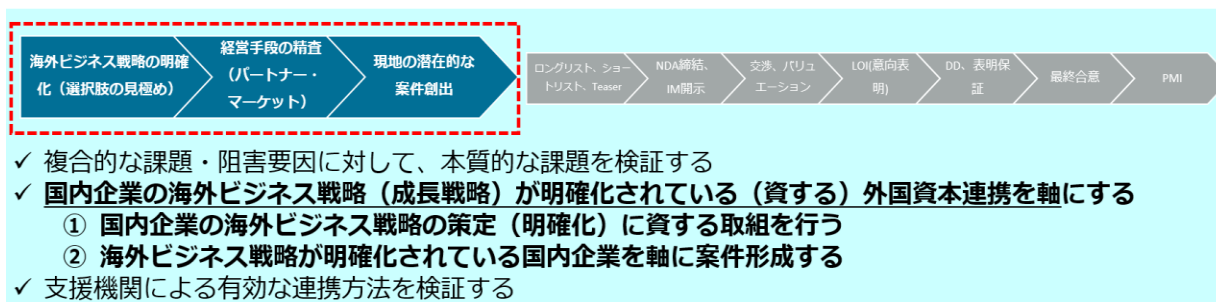 海外ビジネス戦略の明確
化（選択肢の見極め）
経営手段の精査
（パートナー・
マーケット）
現地の潜在的な
案件創出
ロングリスト、ショー
トリスト、Teaser
NDA締結、
IM開示
交渉、バリュ
エーション
LOI(意向表
明)
DD、表明保
証
最終合意
PMI
✓ 複合的な課題・阻害要因に対して、本質的な課題を検証する
✓ 国内企業の海外ビジネス戦略（成長戦略）が明確化されている（資する）外国資本連携を軸にする
① 国内企業の海外ビジネス戦略の策定（明確化）に資する取組を行う
② 海外ビジネス戦略が明確化されている国内企業を軸に案件形成する
✓ 支援機関による有効な連携方法を検証する